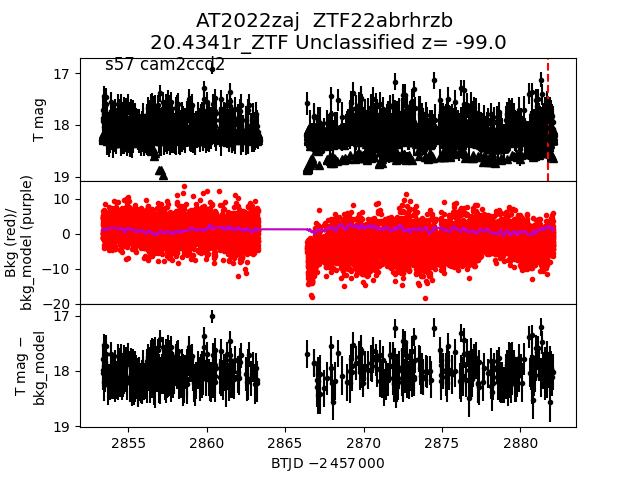 AT2022zaj  ZTF22abrhrzb
20.4341r_ZTF Unclassified z= -99.0
s57 cam2ccd2
17
18
19
T mag
10
0
−10
−20
Bkg (red)/
bkg_model (purple)
17
18
19
T mag −
bkg_model
2855
2860
2865
2870
2875
2880
BTJD −2 457 000